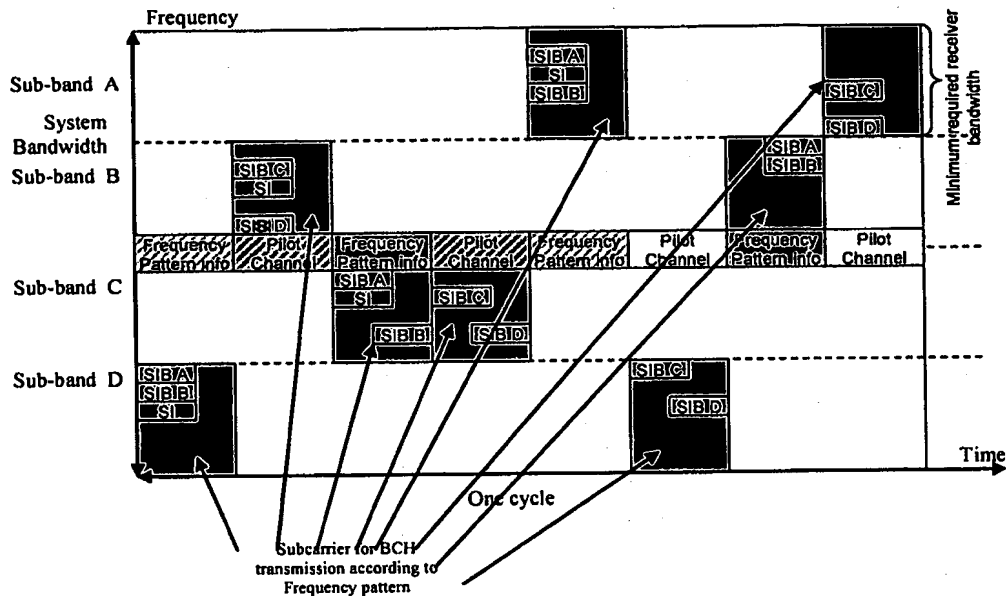 Frequency
Sub-band A
System
Bandwidth
Sub-band B
Sub-band C
Sub-band D
SIB A
SI
SIB B
SIB C
SIB D
Minimum required receiver
bandwidth
SIB C
SI
SIB D
SIB A
SIB B
Frequency
Pattern info
Pilot
Channel
Frequency
Pattern info
Pilot
Channel
Frequency
Pattern info
Pilot
Channel
Frequency
Pattern info
Pilot
Channel
SIB A
SI
SIB B
SIB C
SIB D
SIB A
SIB B
SI
SIB C
SIB D
Time
One cycle
Subcarrier for BCH
transmission according to
Frequency pattern